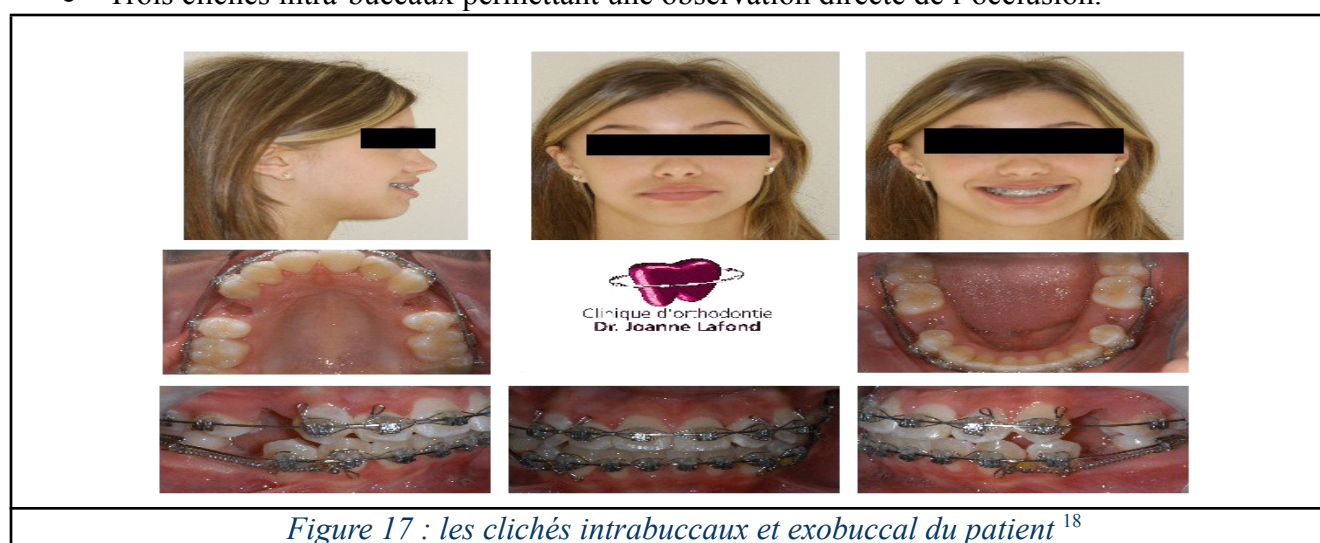 Trois clichés intra-buccaux permettant une observation directe de l'occlusion.
Clinique d'orthodontie
Dr. Joanne Lafond
Figure 17 : les clichés intrabuccaux et exobuccal du patient 18